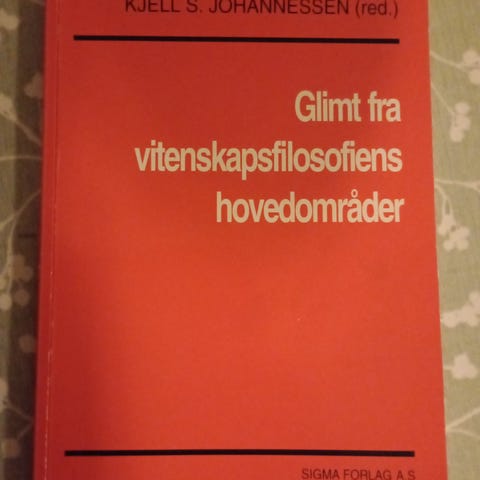 KJELL S. JOHANNESSEN (red.)
Glimt fra
vitenskapsfilosofiens
hovedområder
SIGMA FORLAG A.S